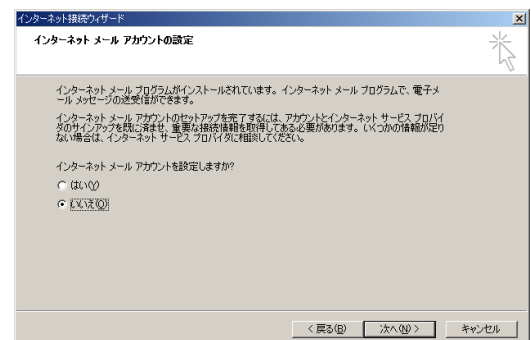 インターネット接続ウィザード
インターネット メール アカウントの設定
インターネット メール プログラムがインストールされています。インターネット メール プログラムで、電子メ
ール メッセージの送受信ができます。
インターネット メール アカウントのセットアップを完了するには、アカウントとインターネット サービス プロバイ
ダのサインアップを既に済ませ、重要な接続情報を取得してある必要があります。いくつかの情報が足り
ない場合は、インターネット サービス プロバイダに相談してください。
インターネット メール アカウントを設定しますか?
はい(Y)
いいえ(O)
< 戻る(B)
次へ(N) >
キャンセル